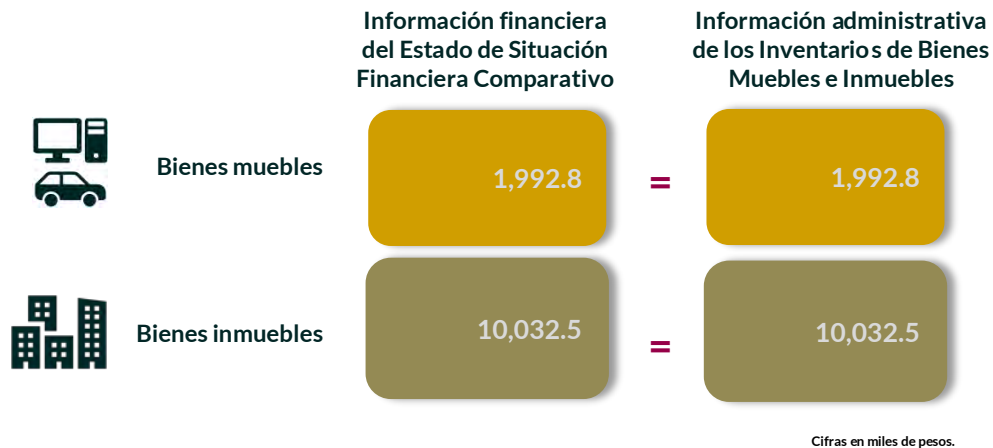 Información financiera
del Estado de Situación
Financiera Comparativo
Información administrativa
de los Inventarios de Bienes
Muebles e Inmuebles
Bienes muebles
1,992.8
=
1,992.8
Bienes inmuebles
10,032.5
=
10,032.5
Cifras en miles de pesos.